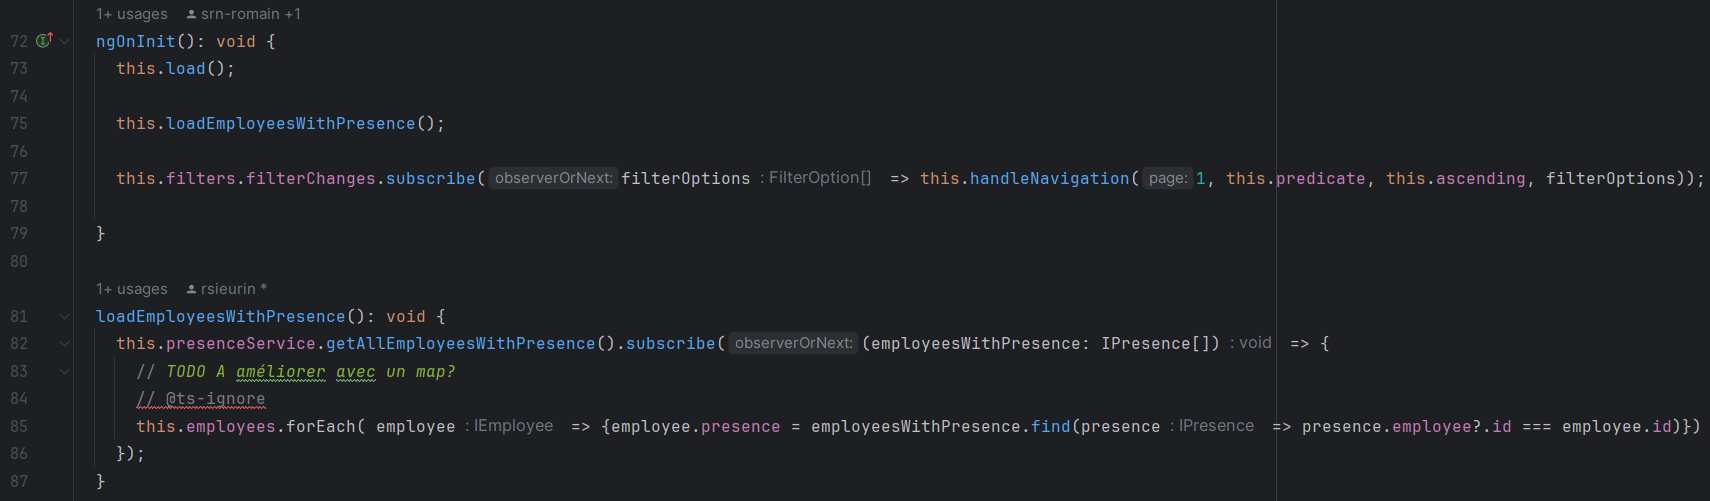 1+ usages srn-romain +1
72 ngOnInit(): void {
73 this.load();
74
75 this.loadEmployeesWithPresence();
76
77 this.filters.filterChanges.subscribe( observerOrNext: filterOptions : FilterOption[] => this.handleNavigation( page: 1, this.predicate, this.ascending, filterOptions));
78
79 }
80
1+ usages rsieurin *
81 loadEmployeesWithPresence(): void {
82 this.presenceService.getAllEmployeesWithPresence().subscribe( observerOrNext: (employeesWithPresence: IPresence[]) : void => {
83 // TODO A améliorer avec un map?
84 // @ts-ignore
85 this.employees.forEach( employee : IEmployee => {employee.presence = employeesWithPresence.find(presence : IPresence => presence.employee?.id === employee.id)})
86 });
87 }